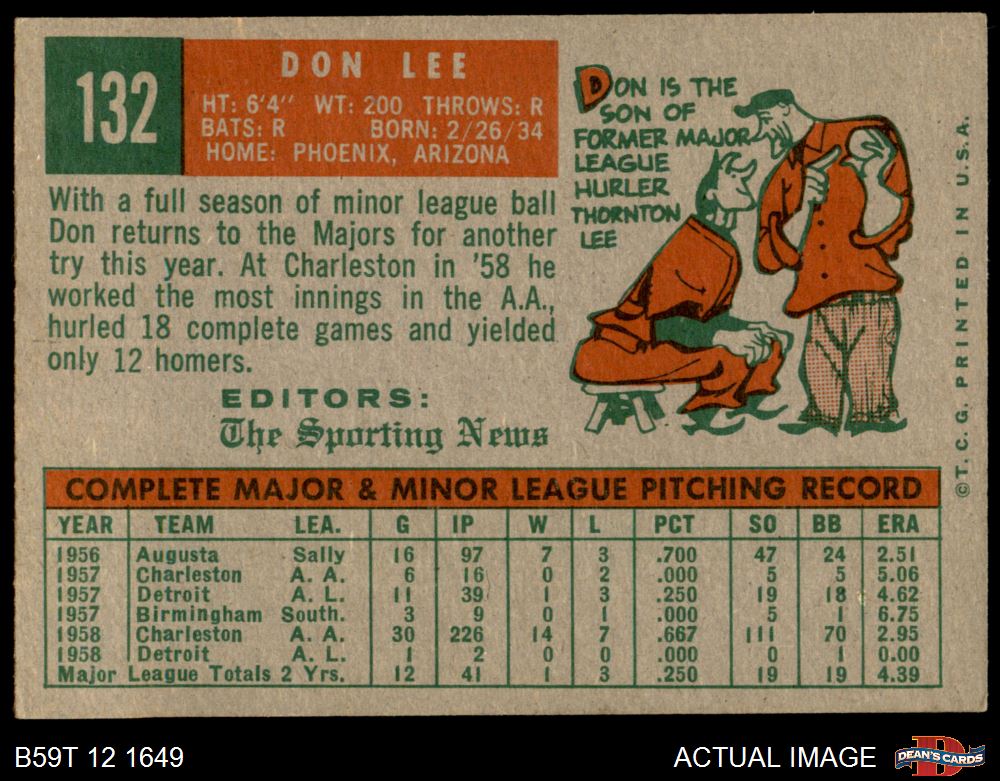 132
DON LEE
HT: 6'4" WT: 200 THROWS: R
BATS: R BORN: 2/26/34
HOME: PHOENIX, ARIZONA
With a full season of minor league ball
Don returns to the Majors for another
try this year. At Charleston in '58 he
worked the most innings in the A.A.,
hurled 18 complete games and yielded
only 12 homers.
EDITORS:
The Sporting News
DON IS THE
SON OF
FORMER MAJOR
LEAGUE
HURLER
THORNTON
LEE
©T.C.G. PRINTED IN U.S.A.
COMPLETE MAJOR & MINOR LEAGUE PITCHING RECORD
YEAR TEAM LEA. G IP W L PCT SO BB ERA
1956 Augusta Sally 16 97 7 3 .700 47 24 2.51
1957 Charleston A. A. 6 16 0 2 .000 5 5 5.06
1957 Detroit A. L. 11 39 1 3 .250 19 18 4.62
1957 Birmingham South. 3 9 0 1 .000 5 1 6.75
1958 Charleston A. A. 30 226 14 7 .667 111 70 2.95
1958 Detroit A. L. 1 2 0 0 .000 0 1 0.00
Major League Totals 2 Yrs. 12 41 1 3 .250 19 19 4.39
B59T 12 1649
ACTUAL IMAGE
D
DEAN'S CARDS